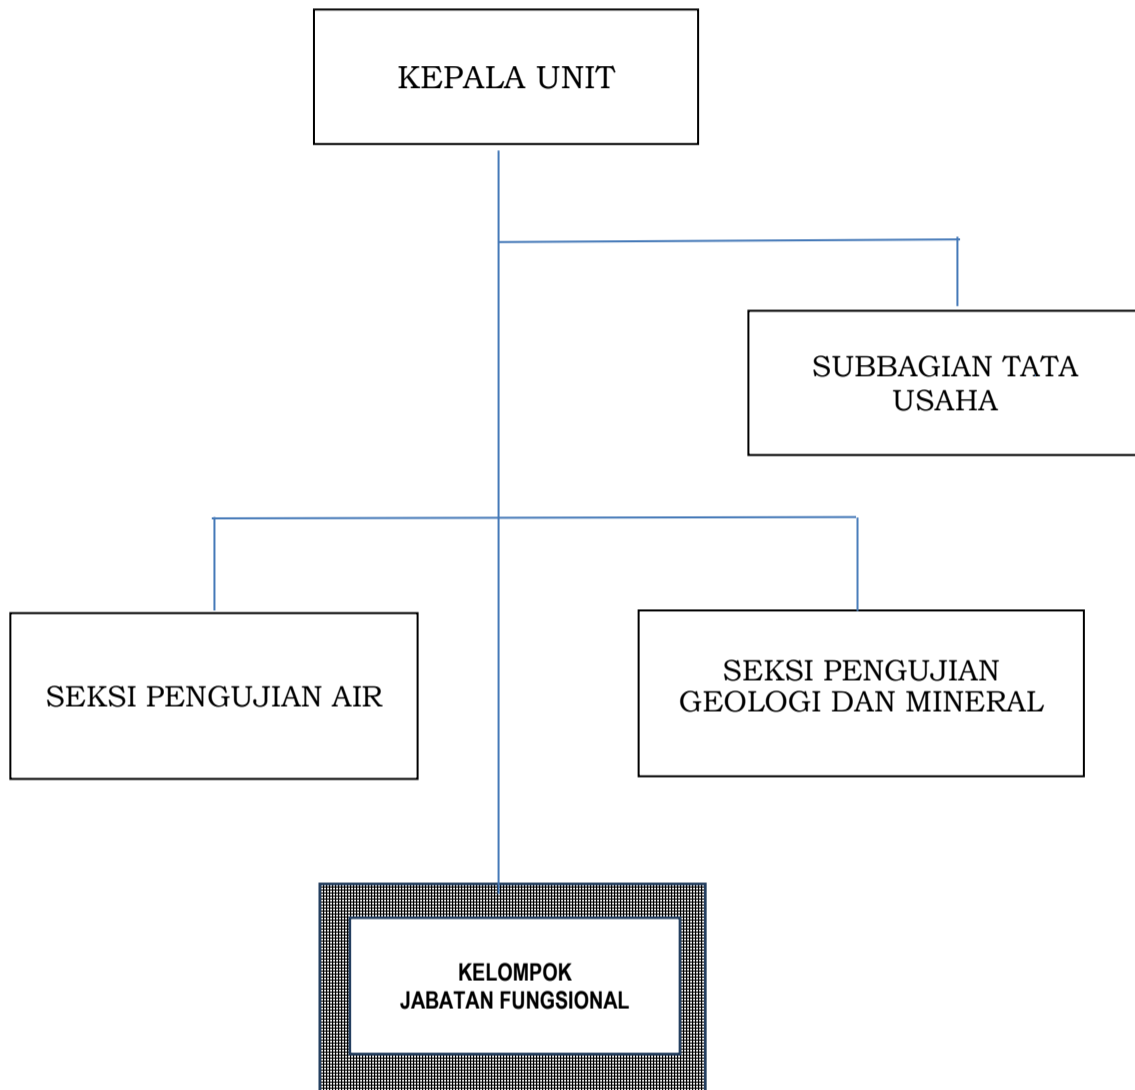 KEPALA UNIT
SUBBAGIAN TATA
USAHA
SEKSI PENGUJIAN AIR
SEKSI PENGUJIAN
GEOLOGI DAN MINERAL
KELOMPOK
JABATAN FUNGSIONAL